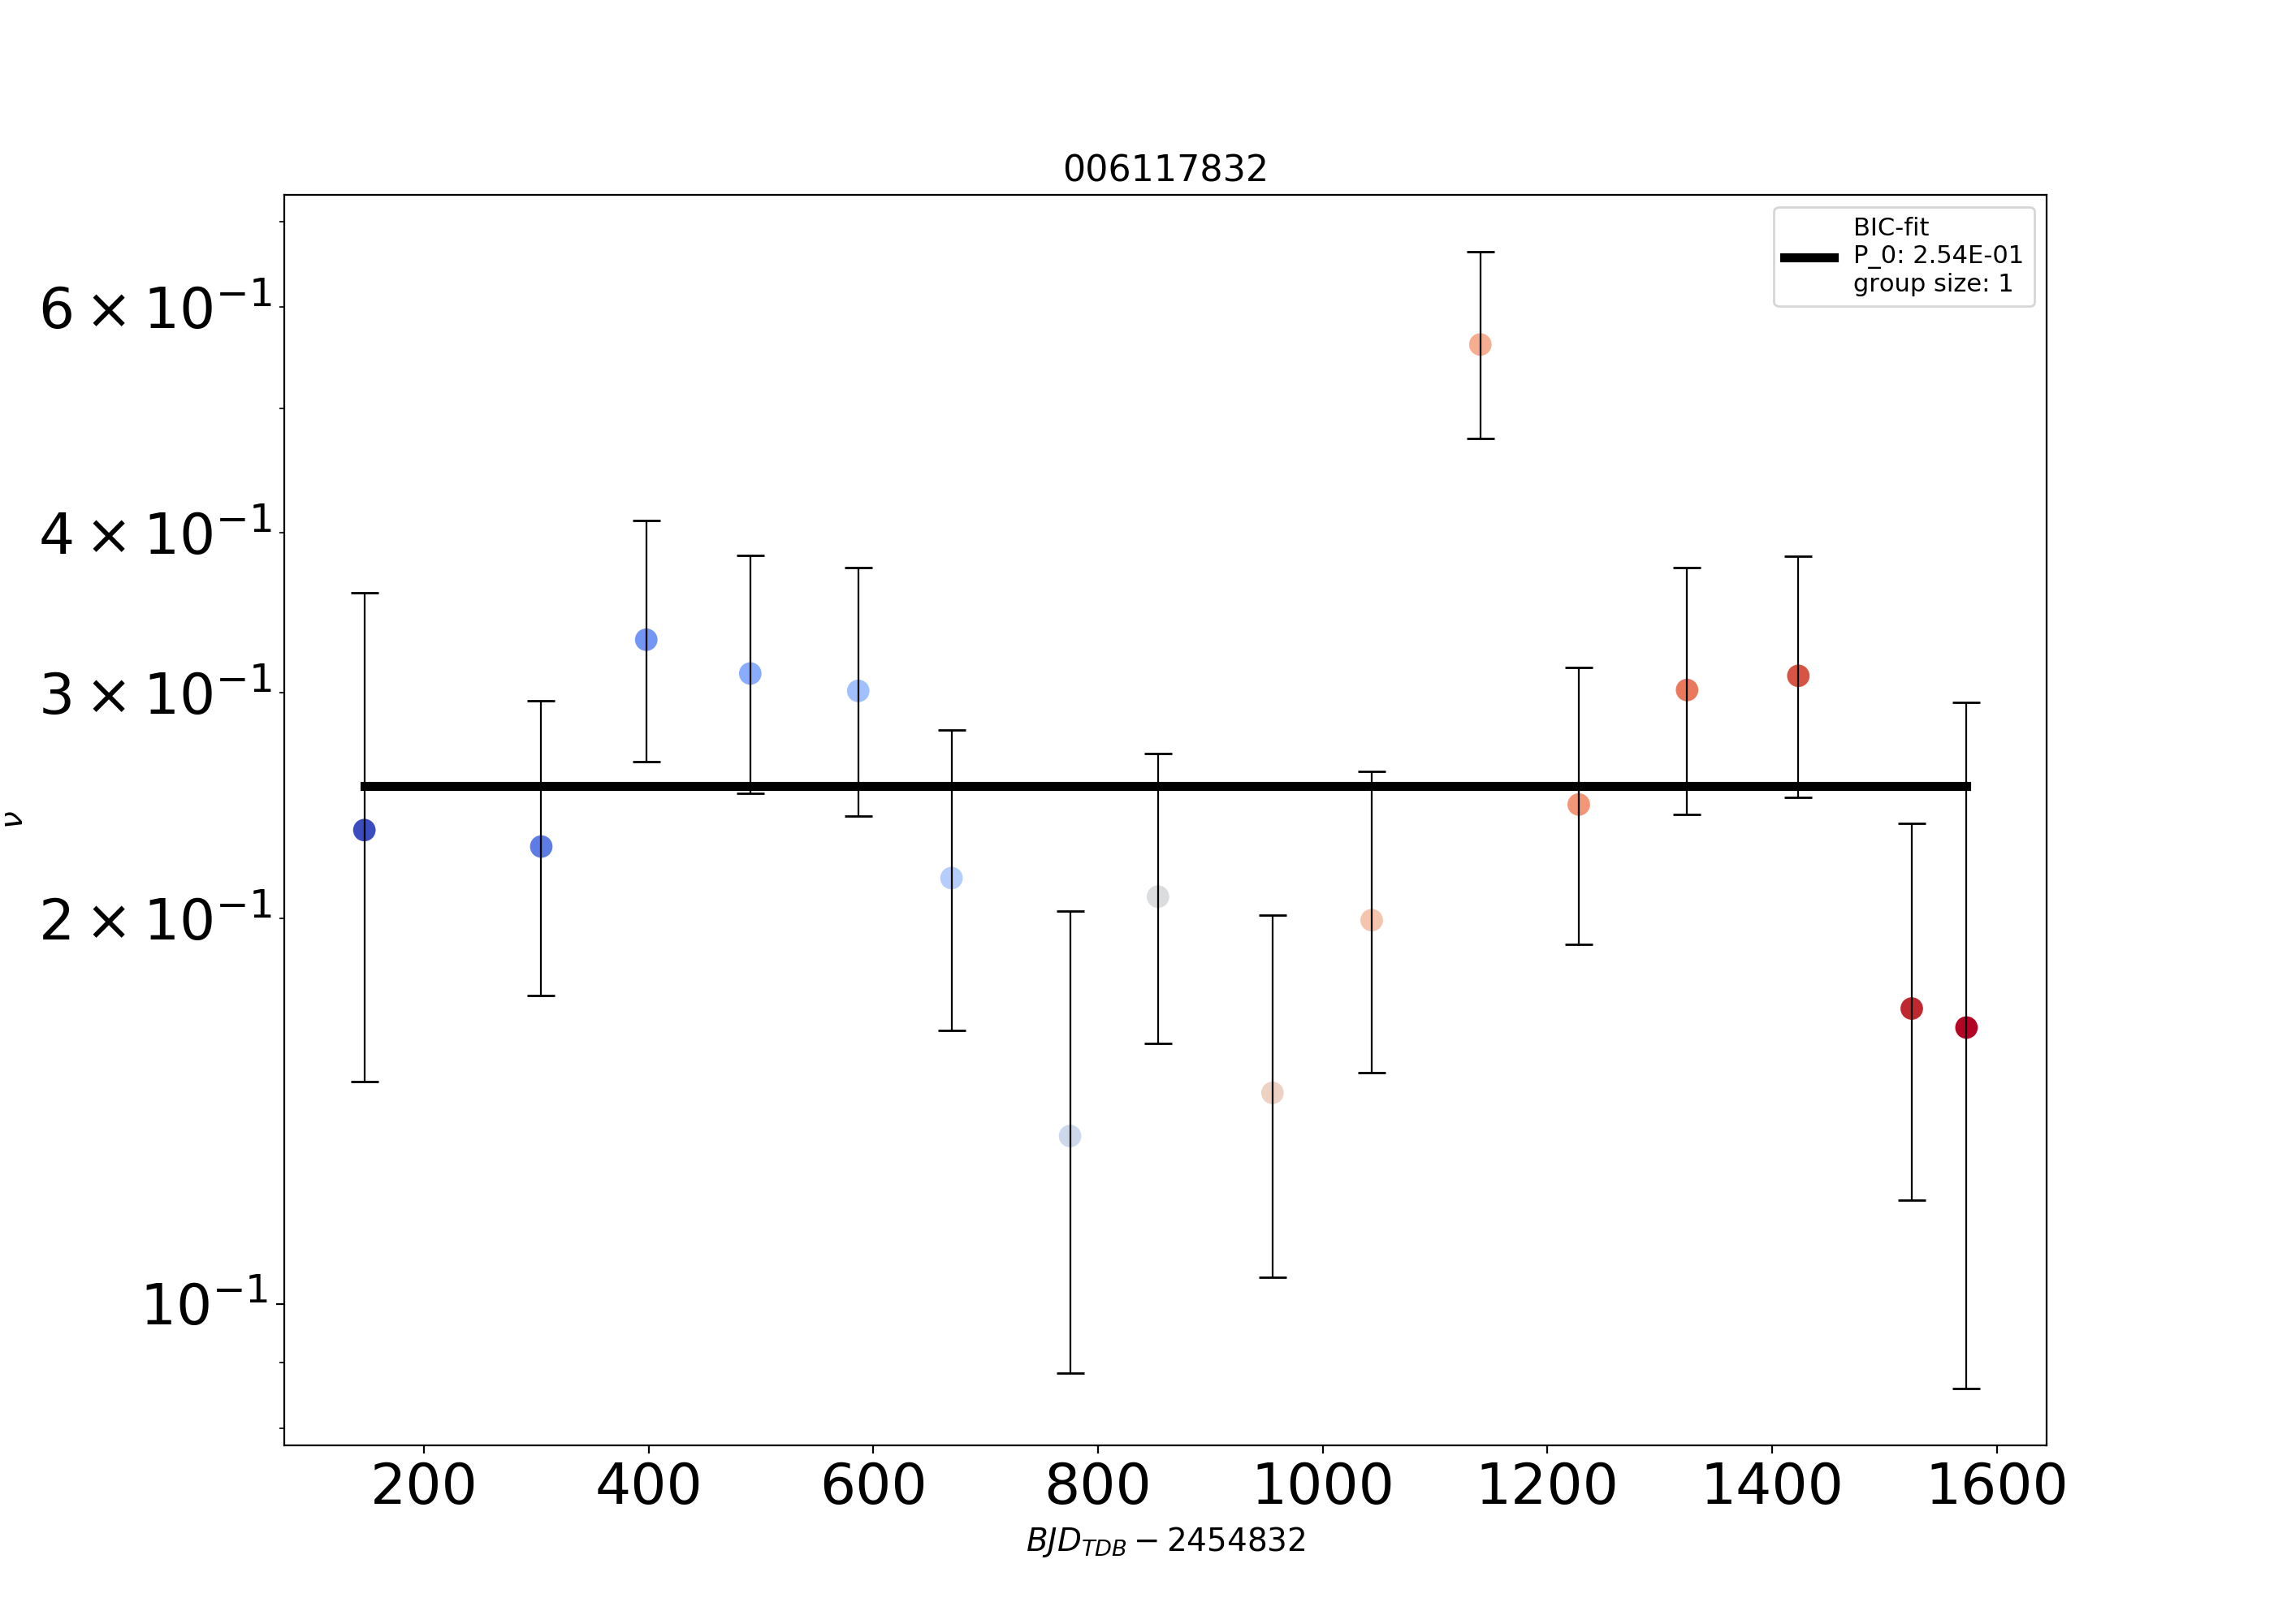 006117832
BIC-fit
P_0: 2.54E-01
group size: 1
6 × 10⁻¹
4 × 10⁻¹
3 × 10⁻¹
2 × 10⁻¹
10⁻¹
ν
200 400 600 800 1000 1200 1400 1600
BJD_TDB − 2454832